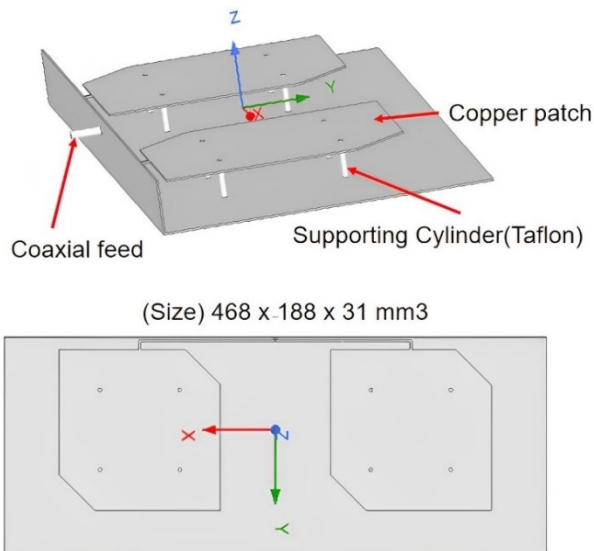 Z
Y
X
Copper patch
Coaxial feed
Supporting Cylinder(Taflon)
(Size) 468 x 188 x 31 mm3
X
Z
Y